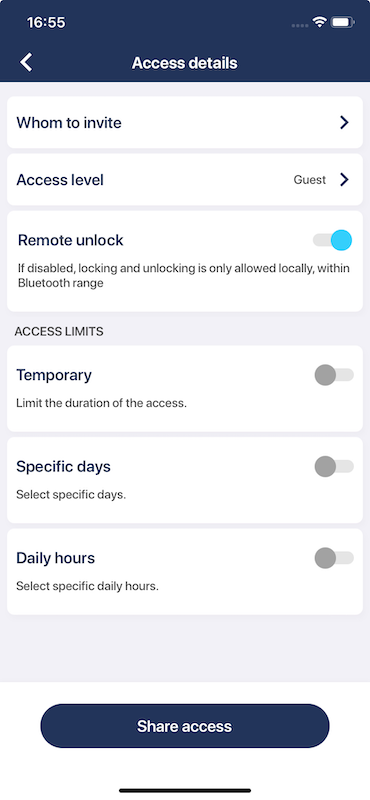 16:55
Access details
Whom to invite
Access level
Guest
Remote unlock
If disabled, locking and unlocking is only allowed locally, within
Bluetooth range
ACCESS LIMITS
Temporary
Limit the duration of the access.
Specific days
Select specific days.
Daily hours
Select specific daily hours.
Share access